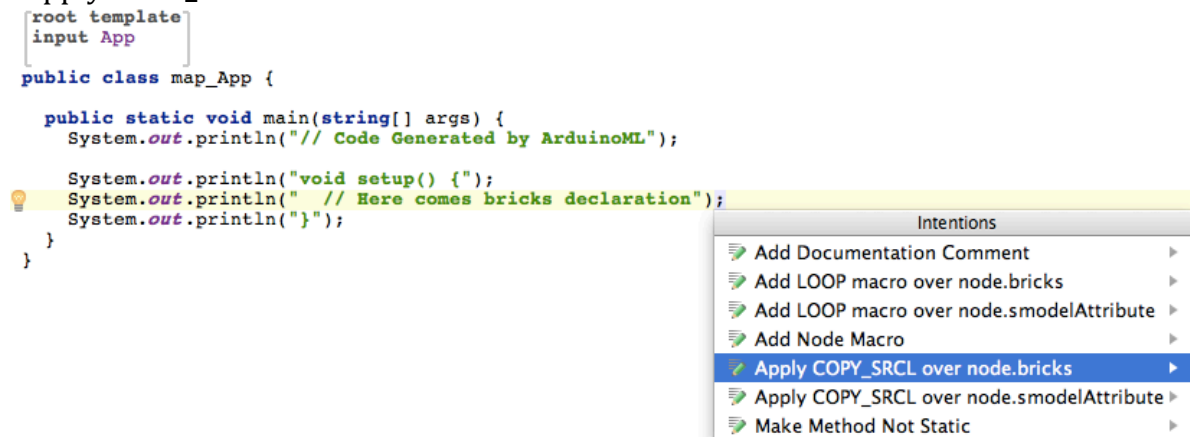 root template
input App
public class map_App {
public static void main(string[] args) {
System.out.println("// Code Generated by ArduinoML");
System.out.println("void setup() {");
System.out.println("  // Here comes bricks declaration");
System.out.println("}");
}
}
Intentions
Add Documentation Comment
Add LOOP macro over node.bricks
Add LOOP macro over node.smodelAttribute
Add Node Macro
Apply COPY_SRCL over node.bricks
Apply COPY_SRCL over node.smodelAttribute
Make Method Not Static